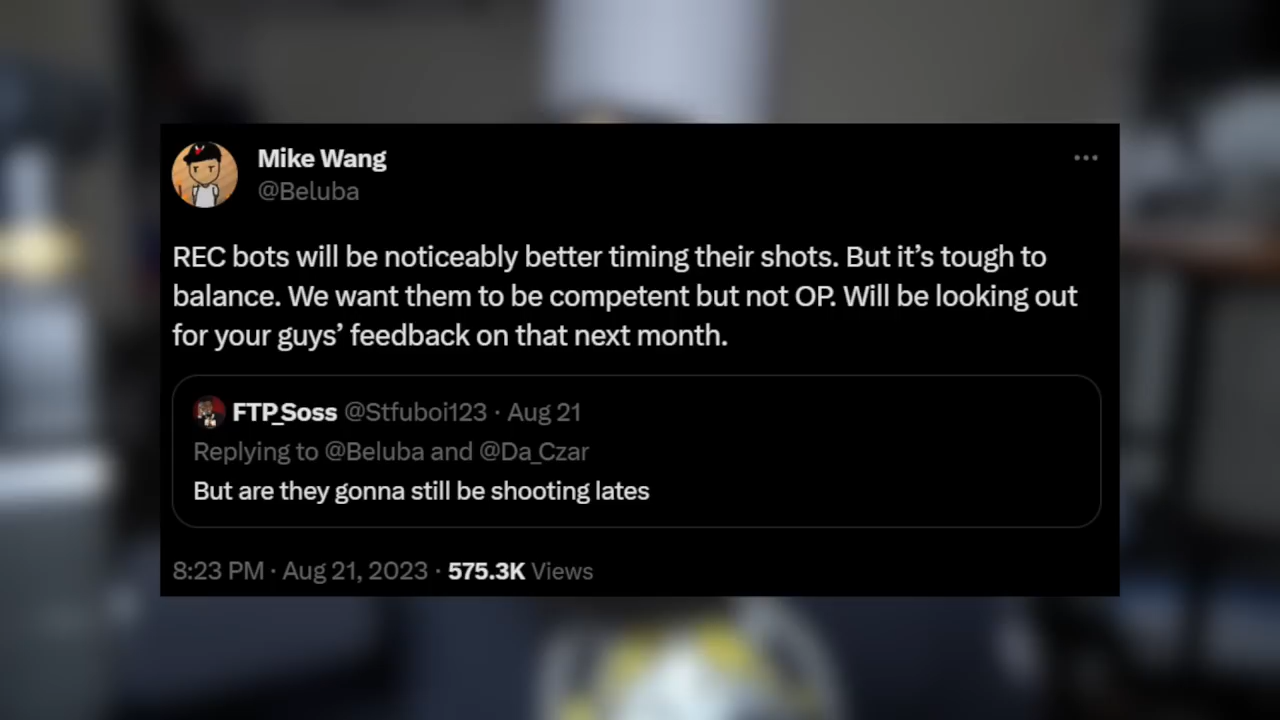 Mike Wang
@Beluba
REC bots will be noticeably better timing their shots. But it’s tough to
balance. We want them to be competent but not OP. Will be looking out
for your guys’ feedback on that next month.
FTP_Soss @Stfuboi123 · Aug 21
Replying to @Beluba and @Da_Czar
But are they gonna still be shooting lates
8:23 PM · Aug 21, 2023 · 575.3K Views